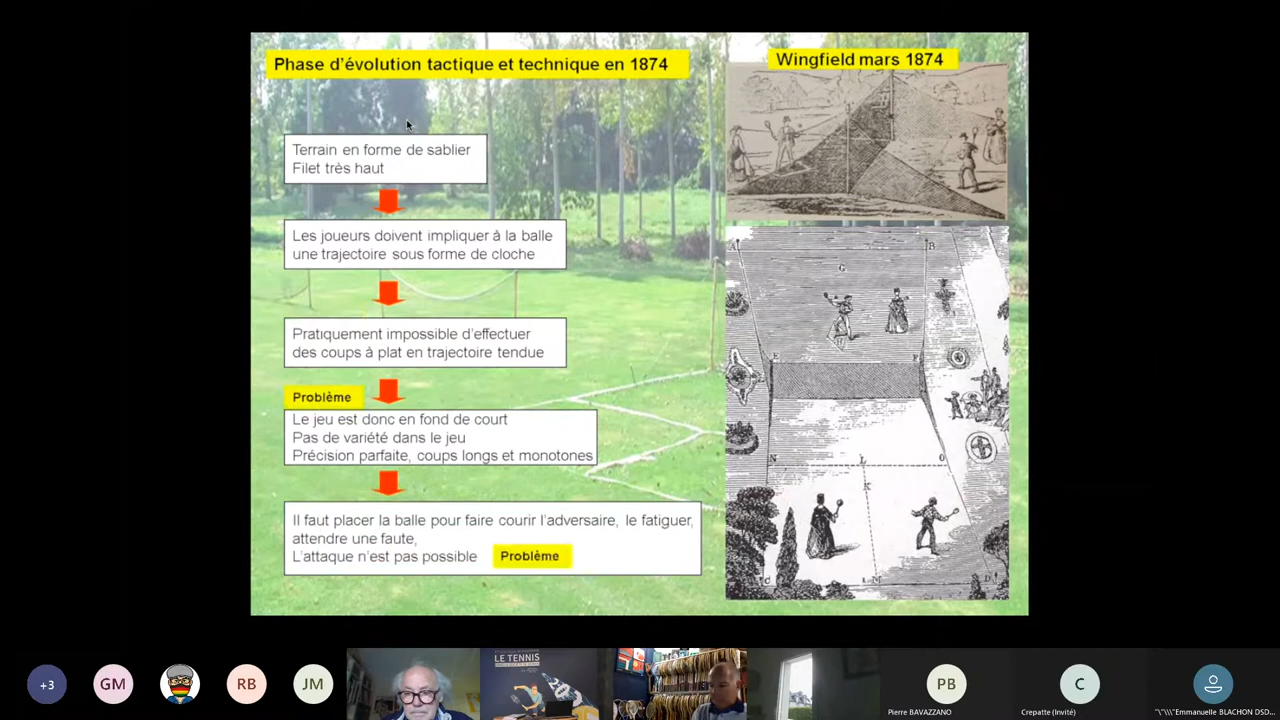 Phase d'évolution tactique et technique en 1874
Wingfield mars 1874
Terrain en forme de sablier
Filet très haut
Les joueurs doivent impliquer à la balle
une trajectoire sous forme de cloche
Pratiquement impossible d'effectuer
des coups à plat en trajectoire tendue
Problème
Le jeu est donc en fond de court
Pas de variété dans le jeu
Précision parfaite, coups longs et monotones
Il faut placer la balle pour faire courir l'adversaire, le fatiguer,
attendre une faute,
L'attaque n'est pas possible
Problème
A
B
G
H
E
F
N
L
O
K
C
M
D
+3
GM
RB
JM
LE TENNIS
PB
Pierre BAVAZZANO
C
Crepatte (Invité)
"\"\\\"Emmanuelle BLACHON DSD...